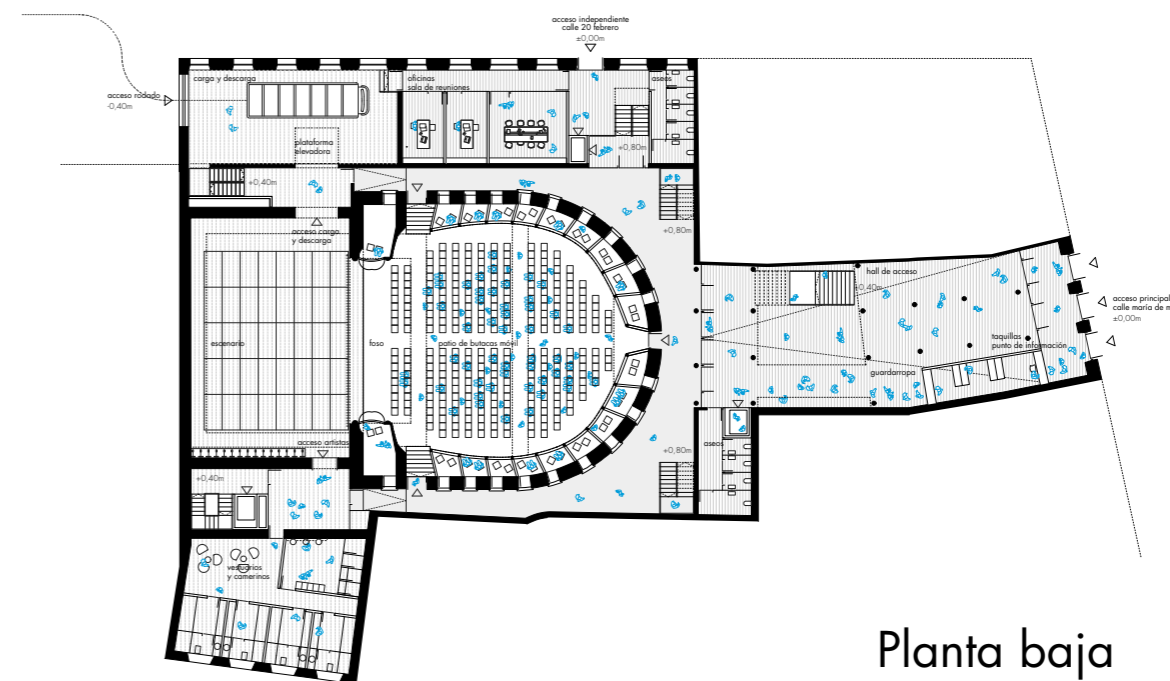 acceso independiente
calle 20 febrero
±0,00m
carga y descarga
oficinas
sala de reuniones
aseos
acceso rodado
-0,40m
plataforma
elevadora
+0,80m
+0,40m
acceso carga
y descarga
+0,80m
hall de acceso
+0,40m
acceso principal
calle maría de m
±0,00m
escenario
foso
patio de butacas móvil
taquillas
punto de información
guardarropa
acceso artistas
aseos
+0,80m
+0,40m
vestuarios
y camerinos
Planta baja